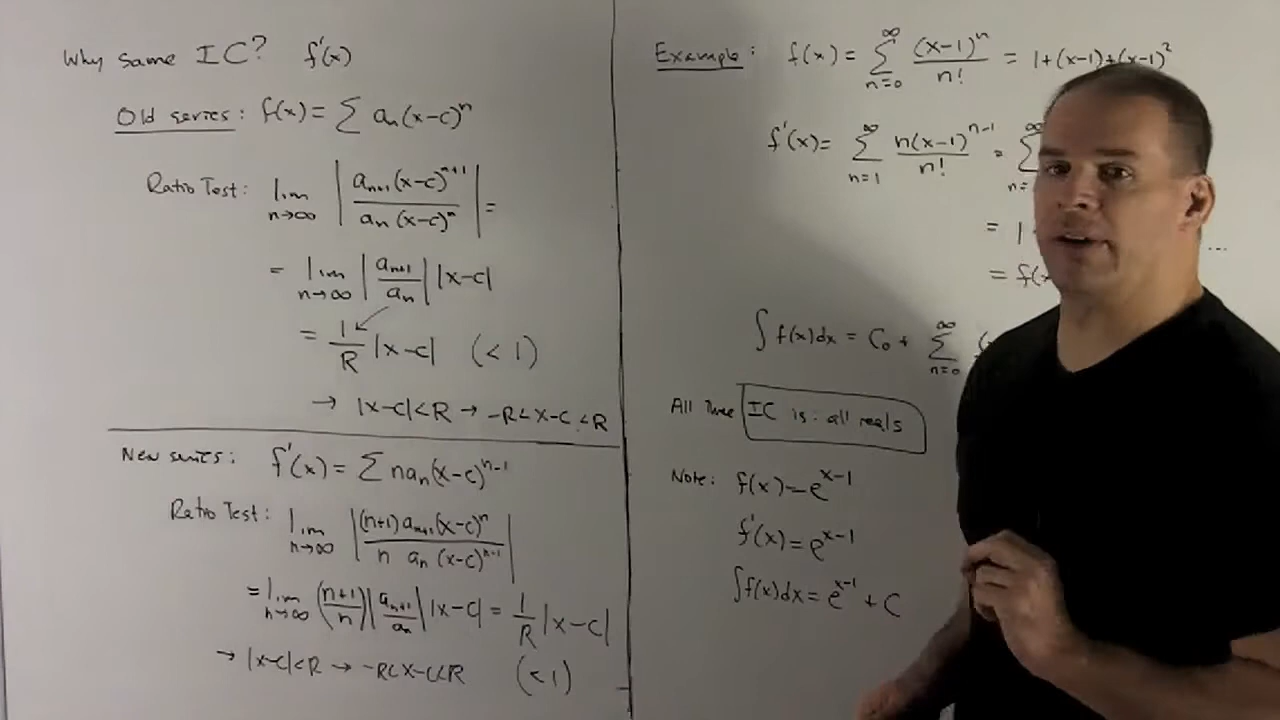 Why same IC? f'(x)
Old series: f(x) = ∑ aₙ(x-c)ⁿ
Ratio Test: lim n→∞ | aₙ₊₁(x-c)ⁿ⁺¹ / aₙ(x-c)ⁿ | =
= lim n→∞ | aₙ₊₁ / aₙ | |x-c|
= 1/R |x-c| (< 1)
→ |x-c| < R → -R < x-c < R
New series: f'(x) = ∑ naₙ(x-c)ⁿ⁻¹
Ratio Test: lim n→∞ | (n+1) aₙ₊₁(x-c)ⁿ / n aₙ (x-c)ⁿ⁻¹ |
= lim n→∞ (n+1 / n) | aₙ₊₁ / aₙ | |x-c| = 1/R |x-c|
→ |x-c| < R → -R < x-c < R (< 1)
Example: f(x) = ∑ n=0 ∞ (x-1)ⁿ / n! = 1+(x-1)+(x-1)²
f'(x) = ∑ n=1 ∞ n(x-1)ⁿ⁻¹ / n! = ∑ ∞ n=
= 1 ...
= f(x
∫ f(x)dx = C₀ + ∑ n=0 ∞
All three IC is: all reals
Note: f(x) = eˣ⁻¹
f'(x) = eˣ⁻¹
∫f(x)dx = eˣ⁻¹ + C